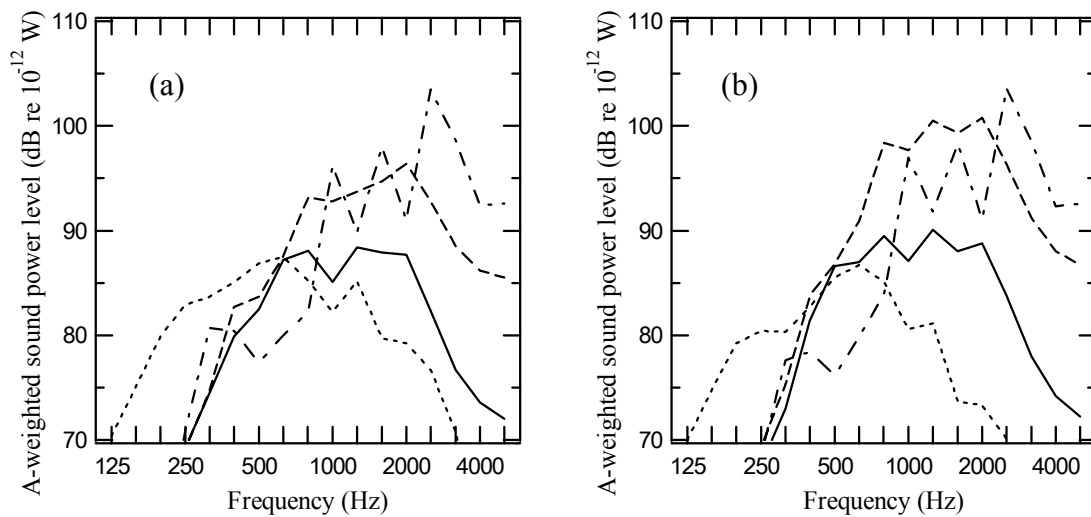 A-weighted sound power level (dB re 10⁻¹² W)
110
100
90
80
70
(a)
125 250 500 1000 2000 4000
Frequency (Hz)
A-weighted sound power level (dB re 10⁻¹² W)
110
100
90
80
70
(b)
125 250 500 1000 2000 4000
Frequency (Hz)